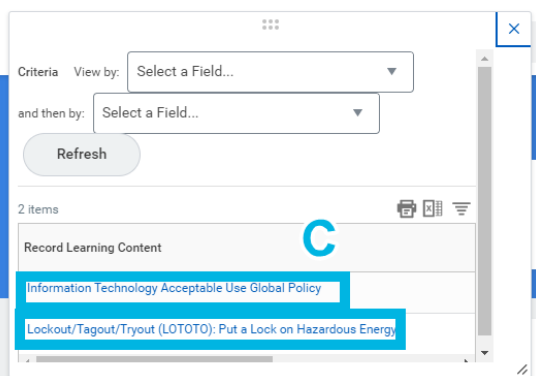 Criteria View by: Select a Field...
and then by: Select a Field...
Refresh
2 items
Record Learning Content
C
Information Technology Acceptable Use Global Policy
Lockout/Tagout/Tryout (LOTOTO): Put a Lock on Hazardous Energy